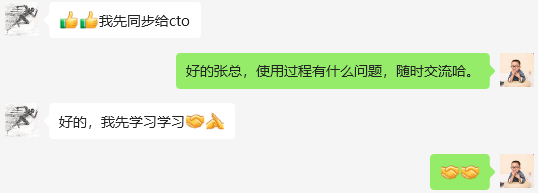 👍👍我先同步给cto
好的张总，使用过程有什么问题，随时交流哈。
好的，我先学习学习🤝🙏
🤝🤝